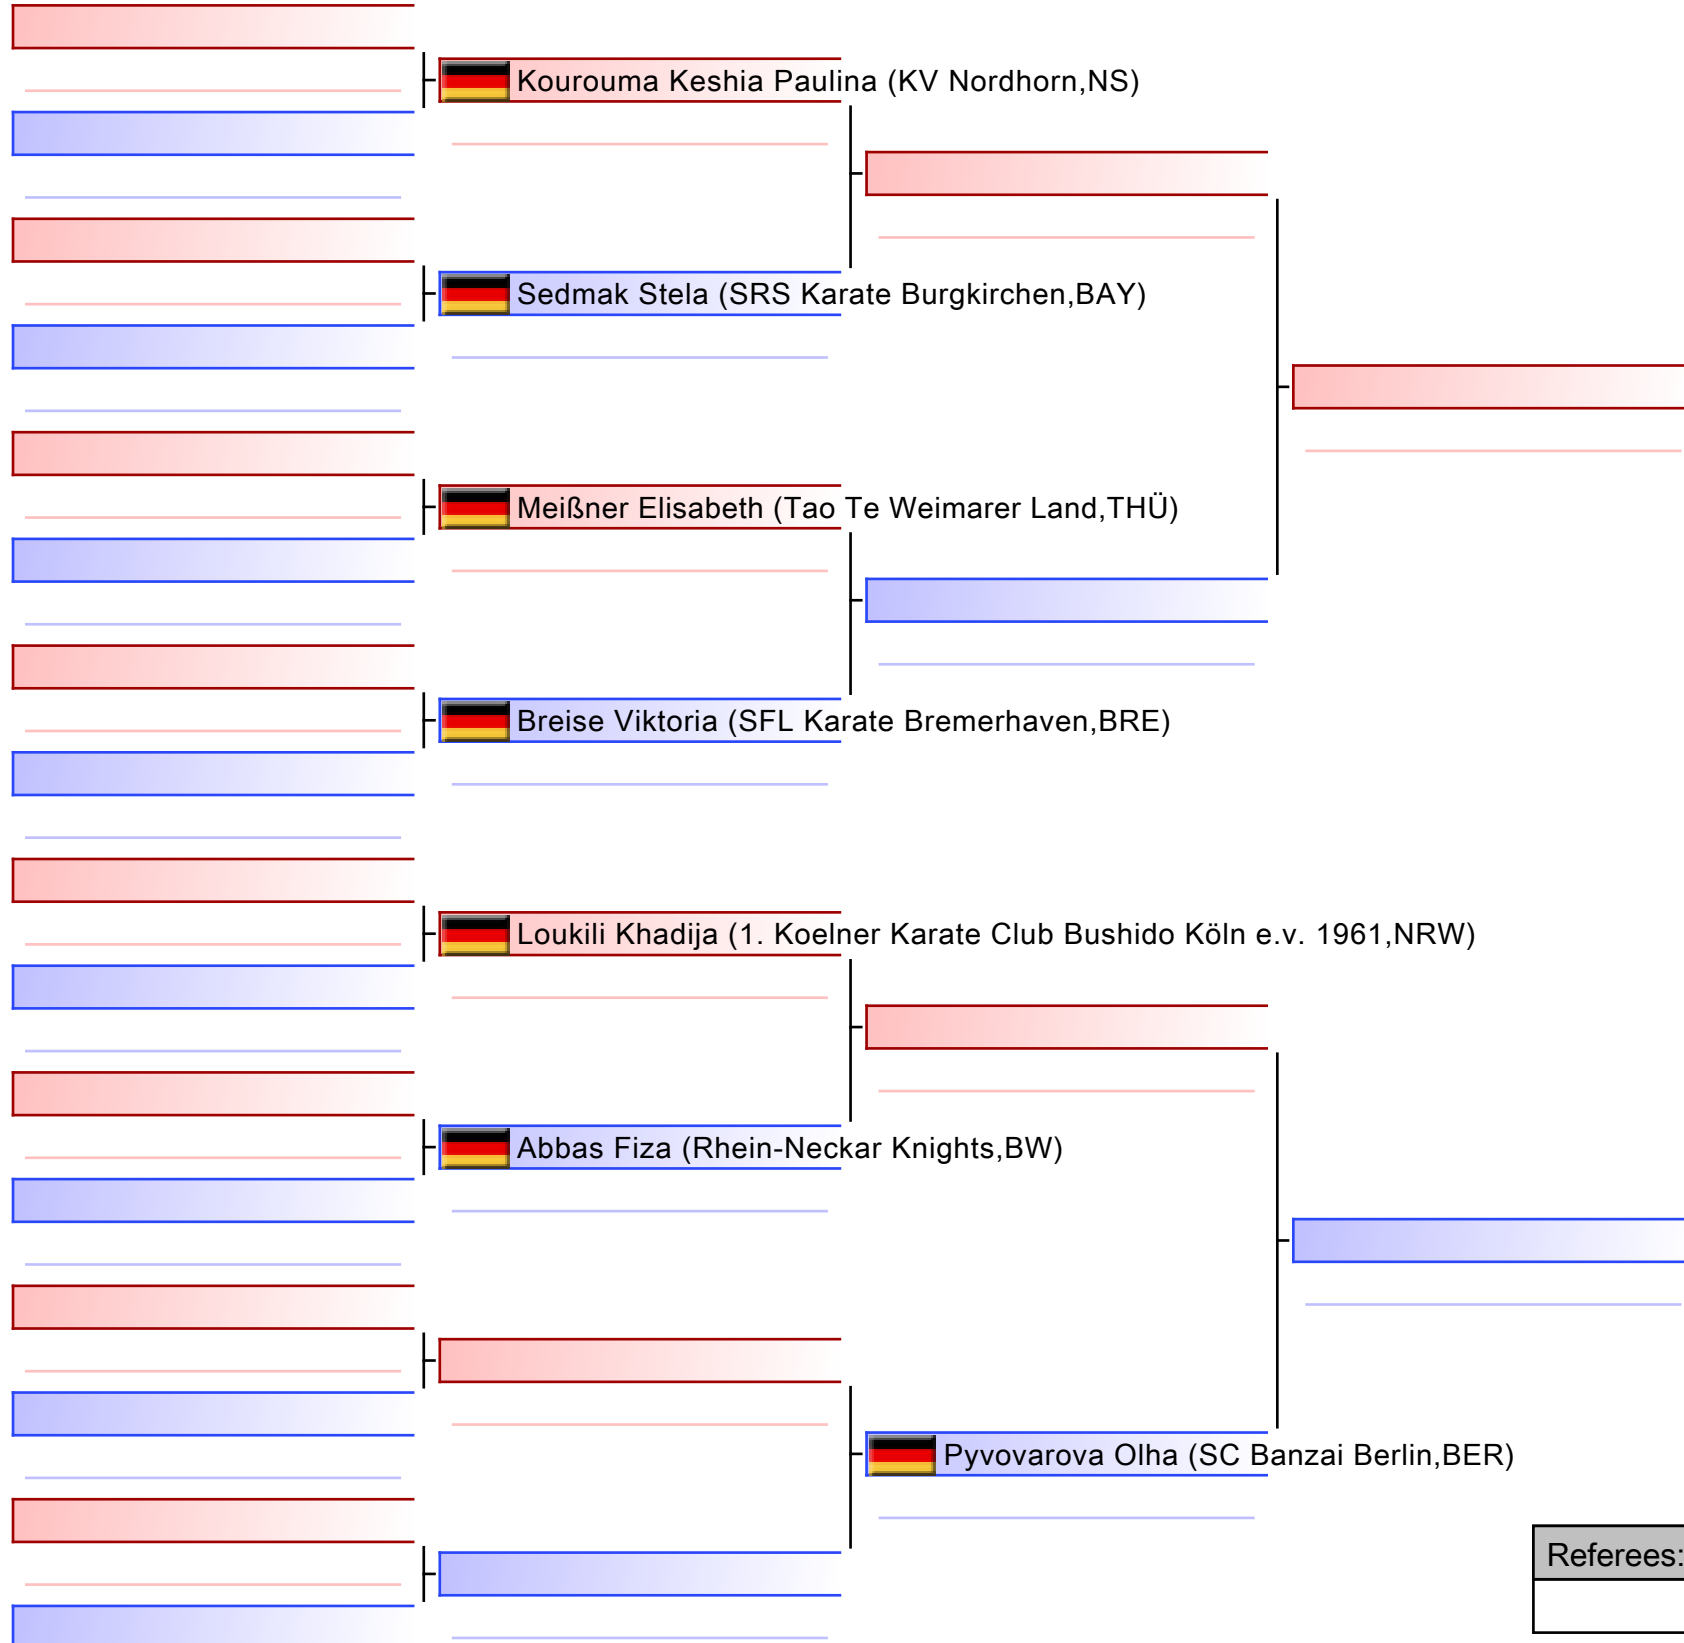 Kourouma Keshia Paulina (KV Nordhorn,NS)
Sedmak Stela (SRS Karate Burgkirchen,BAY)
Meißner Elisabeth (Tao Te Weimarer Land,THÜ)
Breise Viktoria (SFL Karate Bremerhaven,BRE)
Loukili Khadija (1. Koelner Karate Club Bushido Köln e.v. 1961,NRW)
Abbas Fiza (Rhein-Neckar Knights,BW)
Pyvovarova Olha (SC Banzai Berlin,BER)
Referees: